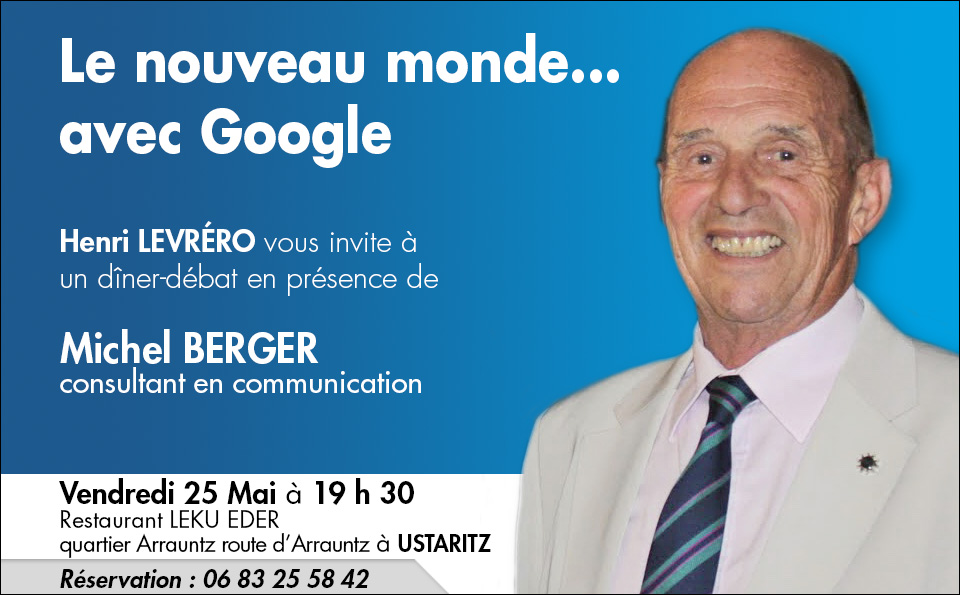 Le nouveau monde...
avec Google
Henri LEVRÉRO vous invite à
un dîner-débat en présence de
Michel BERGER
consultant en communication
Vendredi 25 Mai à 19 h 30
Restaurant LEKU EDER
quartier Arrauntz route d’Arrauntz à USTARITZ
Réservation : 06 83 25 58 42